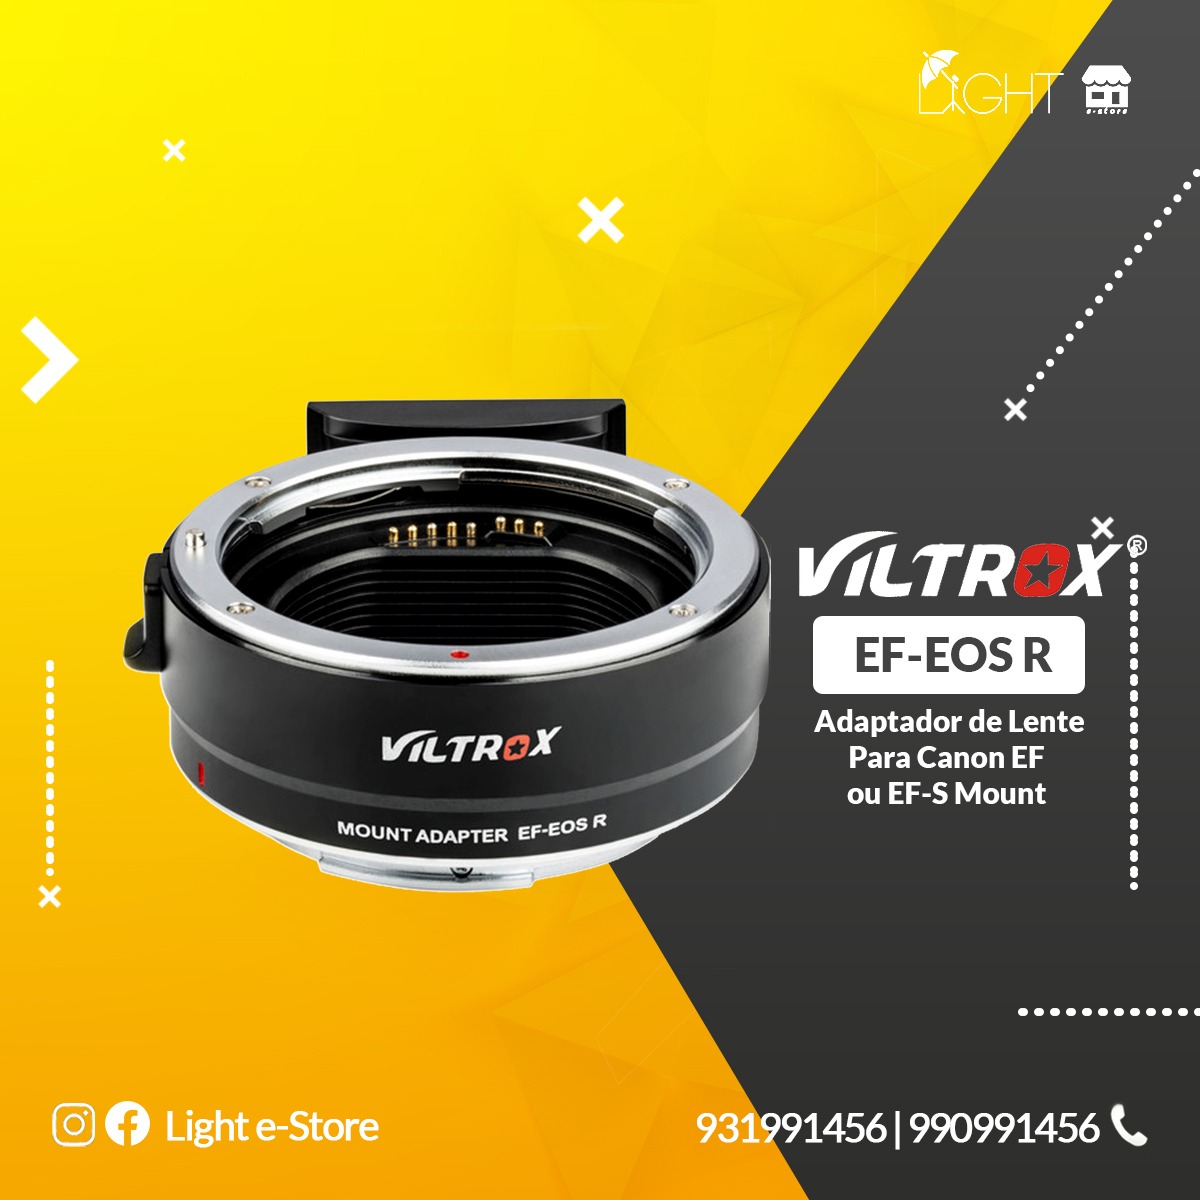 LIGHT
e-store
VILTROX®
EF-EOS R
Adaptador de Lente
Para Canon EF
ou EF-S Mount
VILTROX
MOUNT ADAPTER EF-EOS R
Light e-Store
931991456 | 990991456